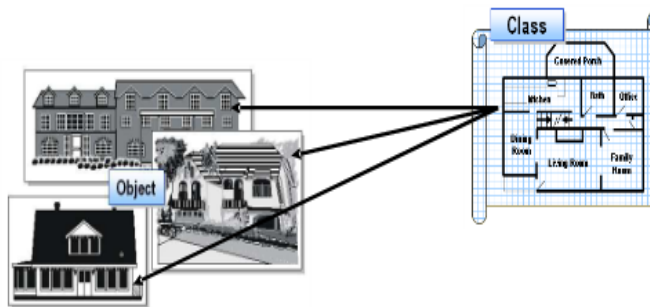 Class
Covered Porch
Kitchen
Bath
Office
Dining
Room
Living Room
Family
Room
Object